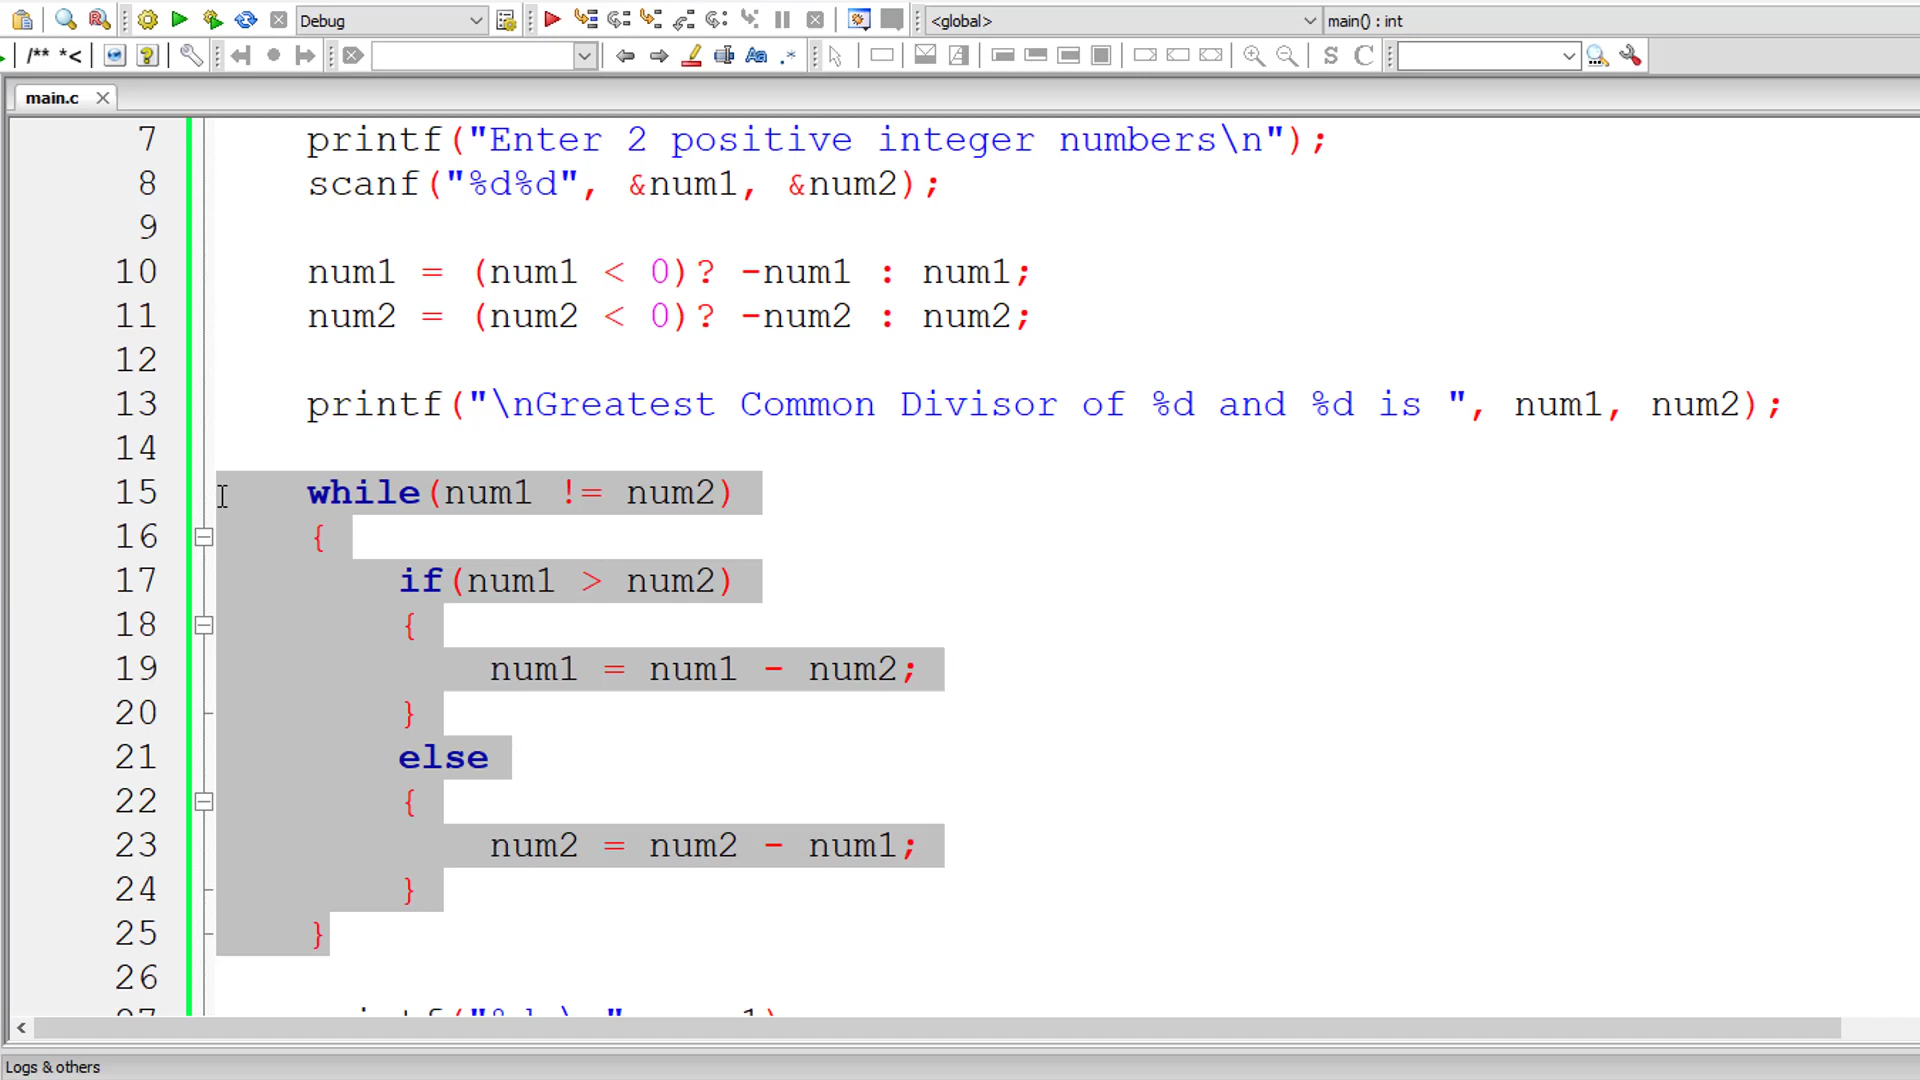 Debug
<global>
main() : int
/** *<
Aa
.*
S
C
main.c
7 printf("Enter 2 positive integer numbers\n");
8 scanf("%d%d", &num1, &num2);
9
10 num1 = (num1 < 0)? -num1 : num1;
11 num2 = (num2 < 0)? -num2 : num2;
12
13 printf("\nGreatest Common Divisor of %d and %d is ", num1, num2);
14
15 while(num1 != num2)
16 {
17 if(num1 > num2)
18 {
19 num1 = num1 - num2;
20 }
21 else
22 {
23 num2 = num2 - num1;
24 }
25 }
26
Logs & others